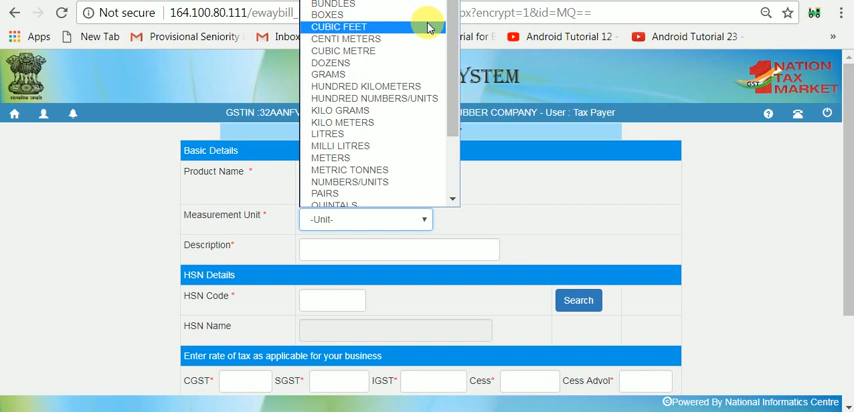 BUNDLES
Not secure | 164.100.80.111/ewaybill_ px?encrypt=1&id=MQ==
BOXES
CUBIC FEET
Apps New Tab Provisional Seniority Inbox rial for E Android Tutorial 12 - Android Tutorial 23 - »
CENTI METERS
CUBIC METRE
DOZENS
GRAMS
HUNDRED KILOMETERS
HUNDRED NUMBERS/UNITS
KILO GRAMS
KILO METERS
LITRES
MILLI LITRES
METERS
METRIC TONNES
NUMBERS/UNITS
PAIRS
QUINTALS
YSTEM
NATION
GST TAX
MARKET
GSTIN :32AANFV UBBER COMPANY - User : Tax Payer
Basic Details
Product Name *
Measurement Unit * -Unit-
Description*
HSN Details
HSN Code * Search
HSN Name
Enter rate of tax as applicable for your business
CGST* SGST* IGST* Cess* Cess Advol*
©Powered By National Informatics Centre